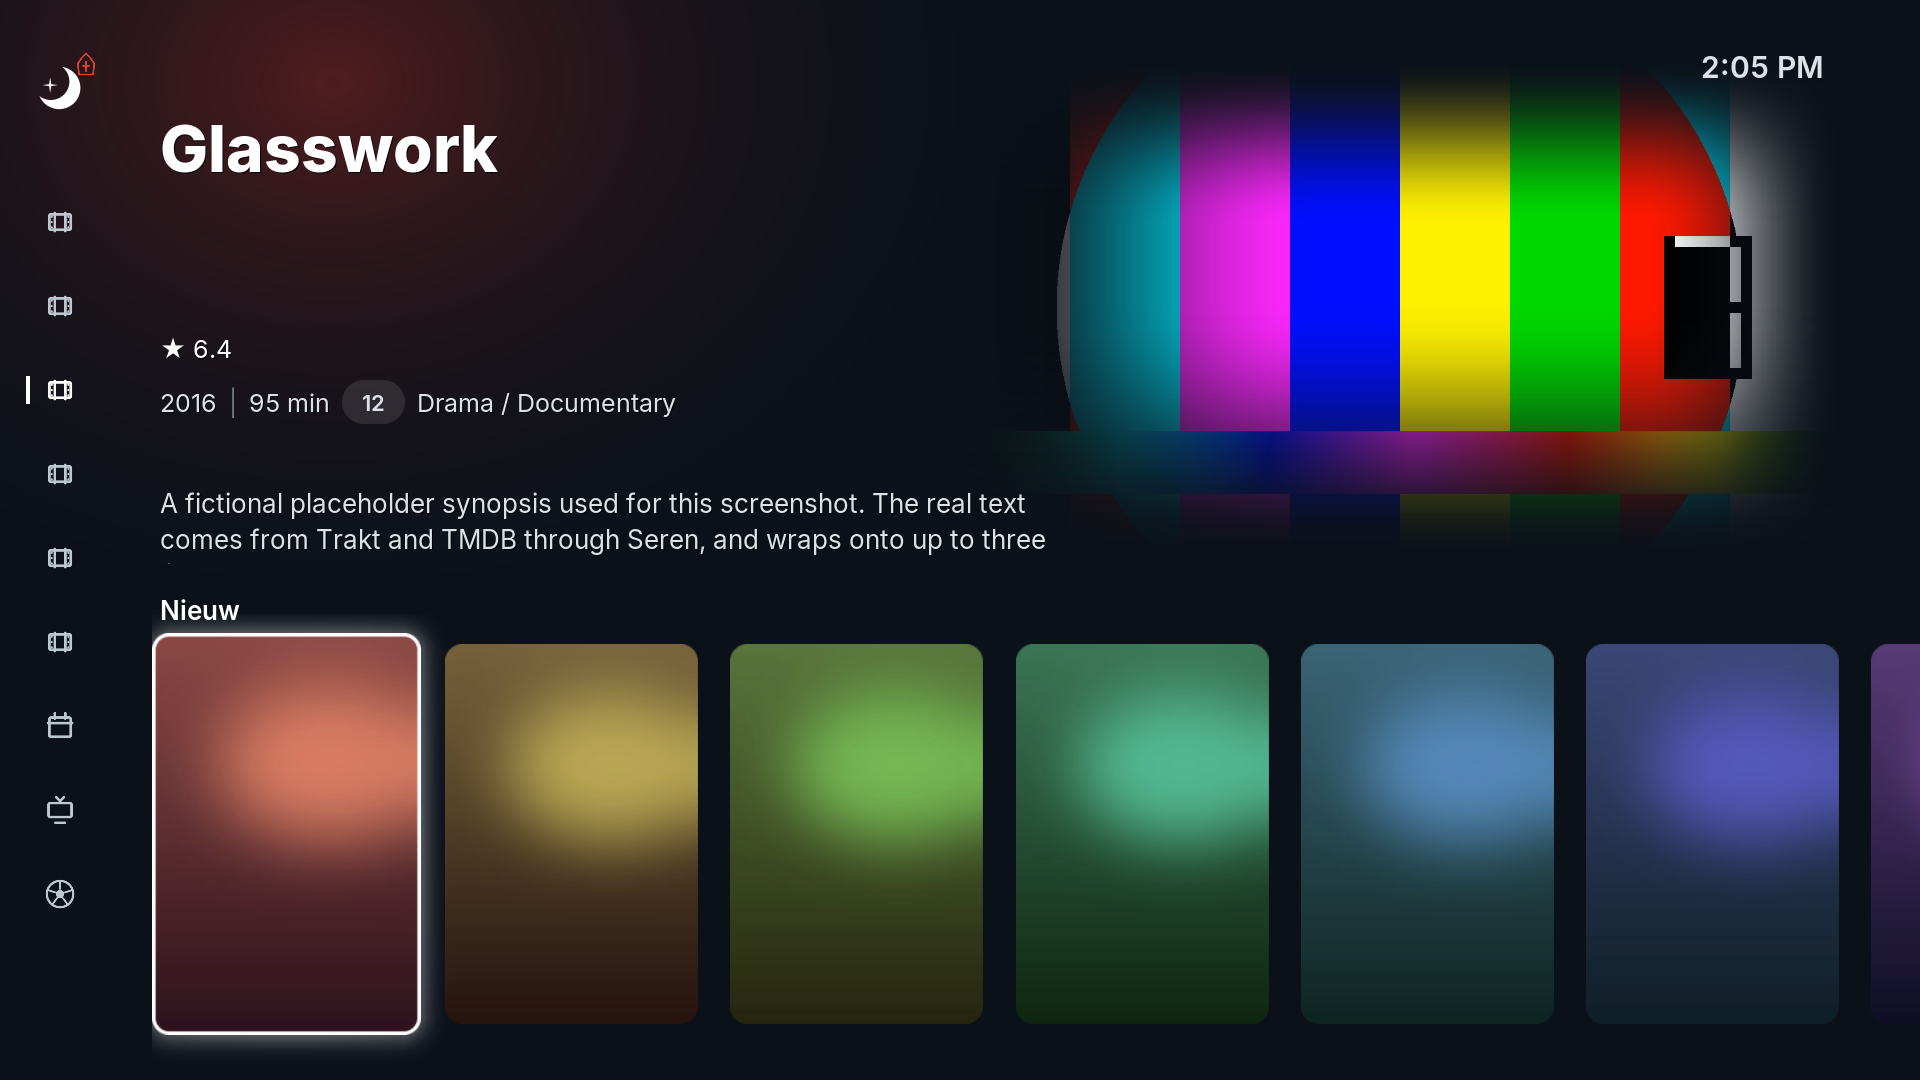 2:05 PM
Glasswork
★ 6.4
2016 | 95 min 12 Drama / Documentary
A fictional placeholder synopsis used for this screenshot. The real text
comes from Trakt and TMDB through Seren, and wraps onto up to three
Nieuw